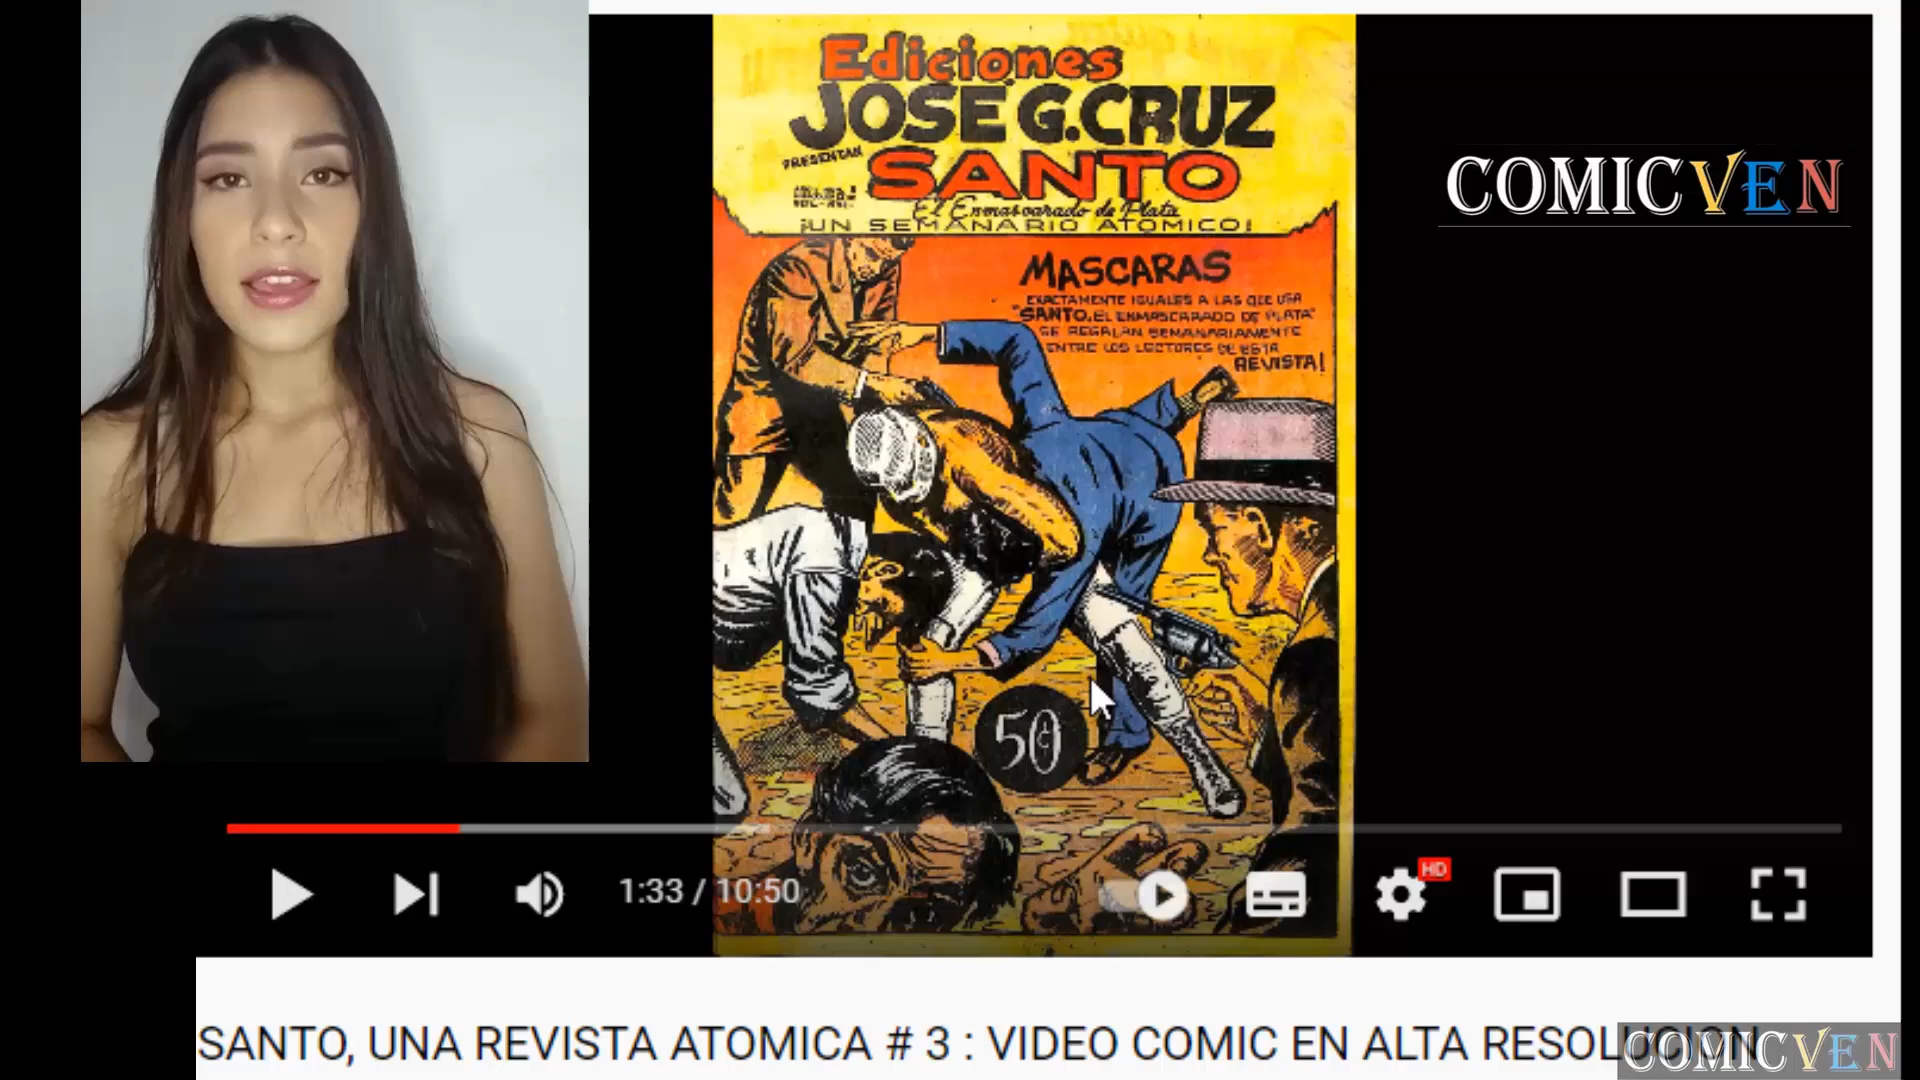 Ediciones
JOSE G. CRUZ
PRESENTAN
SANTO
El Enmascarado de Plata
¡UN SEMANARIO ATOMICO!
MASCARAS
EXACTAMENTE IGUALES A LAS QUE USA
"SANTO, EL ENMASCARADO DE PLATA"
SE REGALAN SEMANARIAMENTE
ENTRE LOS LECTORES DE ESTA
REVISTA!
50¢
COMICVEN
1:33 / 10:50
HD
SANTO, UNA REVISTA ATOMICA # 3 : VIDEO COMIC EN ALTA RESOLUCION
COMICVEN